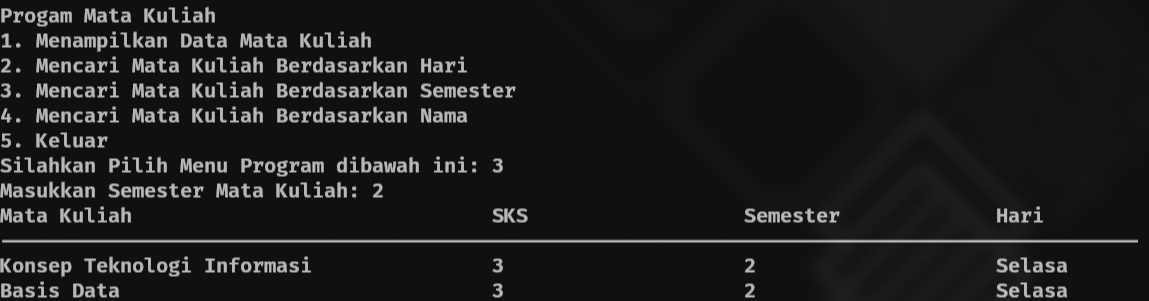 Progam Mata Kuliah
1. Menampilkan Data Mata Kuliah
2. Mencari Mata Kuliah Berdasarkan Hari
3. Mencari Mata Kuliah Berdasarkan Semester
4. Mencari Mata Kuliah Berdasarkan Nama
5. Keluar
Silahkan Pilih Menu Program dibawah ini: 3
Masukkan Semester Mata Kuliah: 2
Mata Kuliah SKS Semester Hari
Konsep Teknologi Informasi 3 2 Selasa
Basis Data 3 2 Selasa